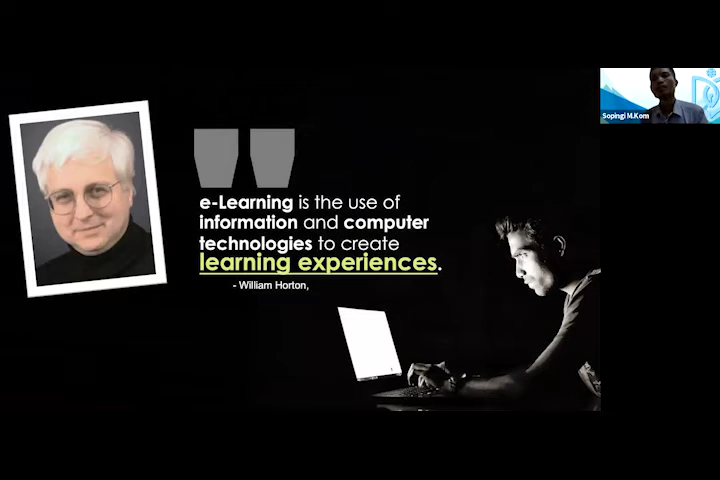 e-Learning is the use of
information and computer
technologies to create
learning experiences.
- William Horton,
Sopingi M.Kom